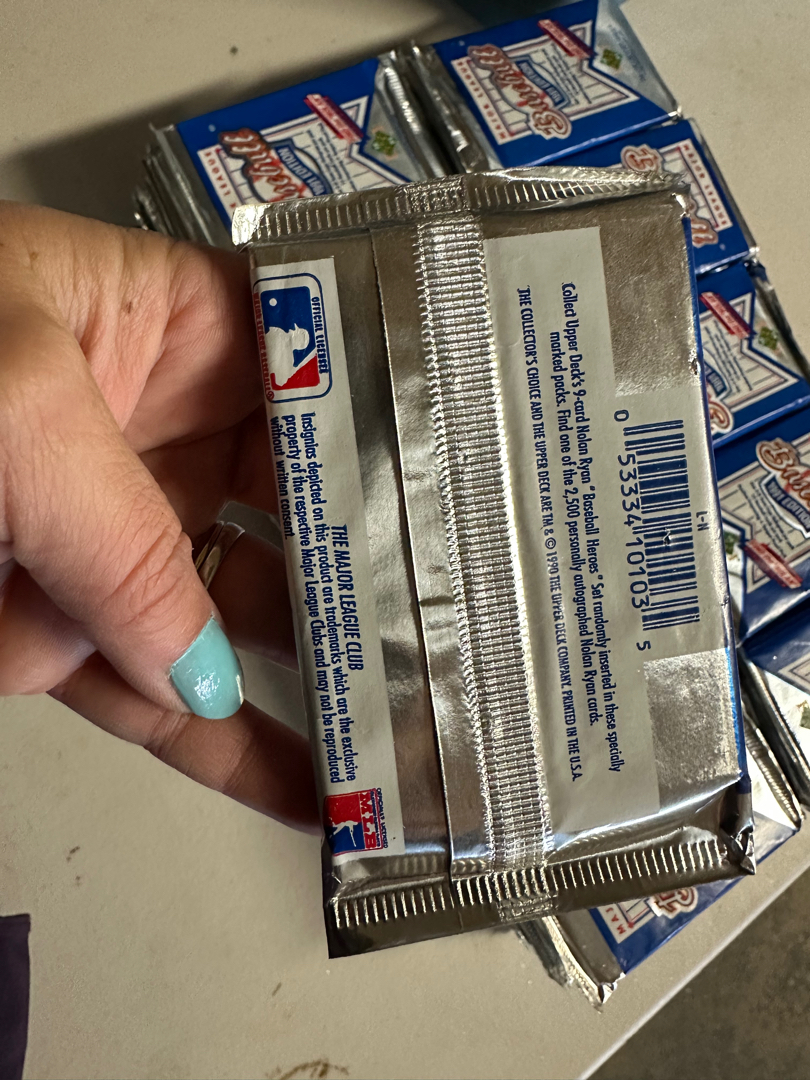 L-N
0 53334 10103 5
Collect Upper Deck's 9-card Nolan Ryan "Baseball Heroes" Set randomly inserted in these specially
marked packs. Find one of the 2,500 personally autographed Nolan Ryan cards.
THE COLLECTOR'S CHOICE AND THE UPPER DECK ARE TM & © 1990 THE UPPER DECK COMPANY. PRINTED IN THE U.S.A.
OFFICIAL LICENSEE
THE MAJOR LEAGUE CLUB
Insignias depicted on this product are trademarks which are the exclusive
property of the respective Major League Clubs and may not be reproduced
without written consent.
Baseball
EDITION